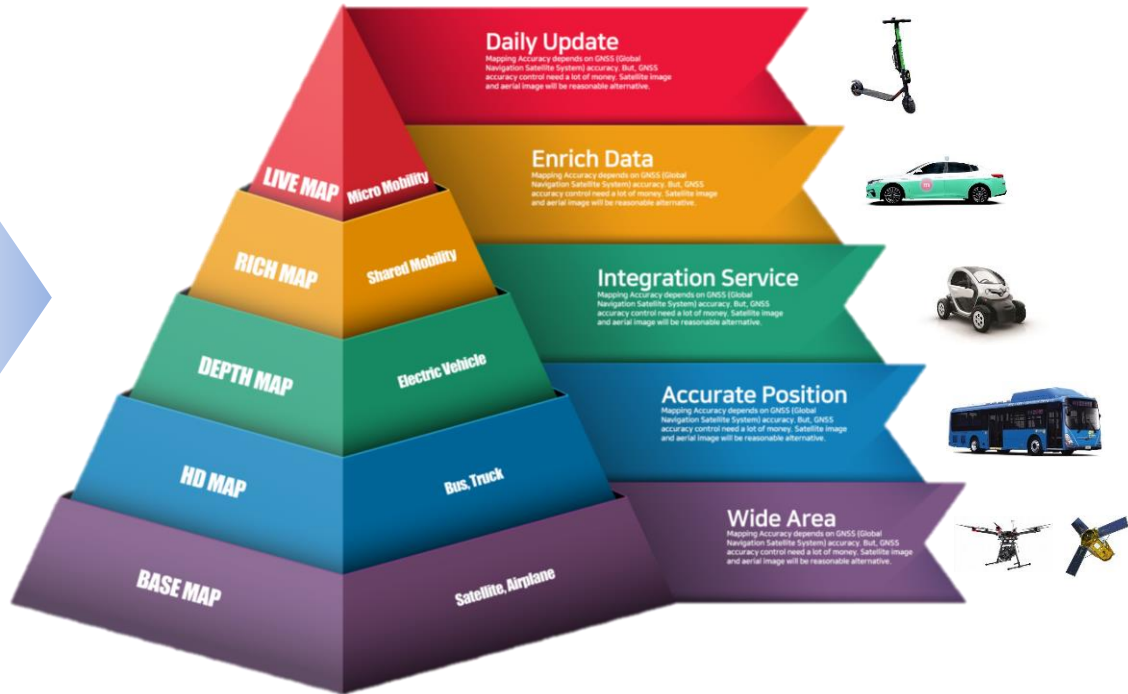 Daily Update
Mapping Accuracy depends on GNSS (Global
Navigation Satellite System) accuracy. But, GNSS
accuracy control need a lot of money. Satellite image
and aerial image will be reasonable alternative.
LIVE MAP
Micro Mobility
Enrich Data
Mapping Accuracy depends on GNSS (Global
Navigation Satellite System) accuracy. But, GNSS
accuracy control need a lot of money. Satellite image
and aerial image will be reasonable alternative.
RICH MAP
Shared Mobility
Integration Service
Mapping Accuracy depends on GNSS (Global
Navigation Satellite System) accuracy. But, GNSS
accuracy control need a lot of money. Satellite image
and aerial image will be reasonable alternative.
DEPTH MAP
Electric Vehicle
Accurate Position
Mapping Accuracy depends on GNSS (Global
Navigation Satellite System) accuracy. But, GNSS
accuracy control need a lot of money. Satellite image
and aerial image will be reasonable alternative.
HD MAP
Bus, Truck
Wide Area
Mapping Accuracy depends on GNSS (Global
Navigation Satellite System) accuracy. But, GNSS
accuracy control need a lot of money. Satellite image
and aerial image will be reasonable alternative.
BASE MAP
Satellite, Airplane